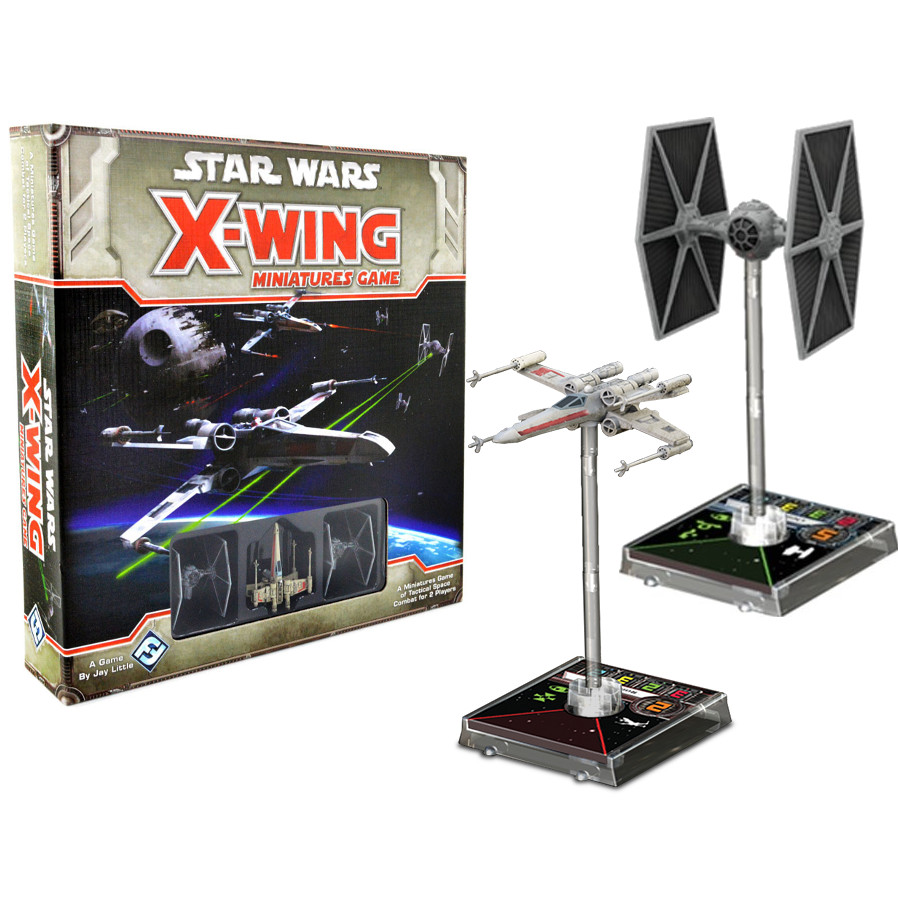 STAR WARS
X-WING
MINIATURES GAME
A Miniatures Game
of Tactical Space
Combat for 2 Players
A Game
By Jay Little
STAR WARS
X-WING
MINIATURES GAME